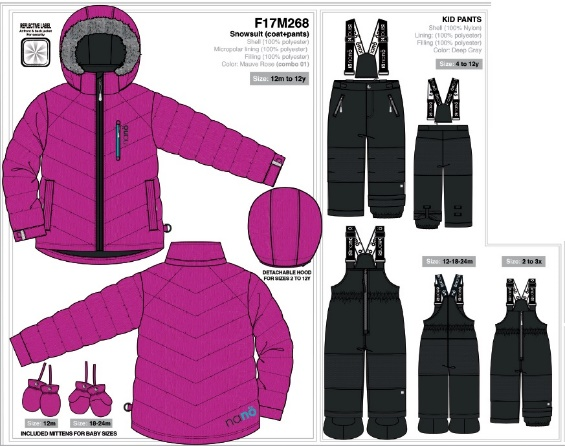 REFLECTIVE LABEL
F17M268
Snowsuit (coat+pants)
Shell (100% polyester)
Micropolar lining (100% polyester)
Filling (100% polyester)
Color: Mauve Rose (combo 01)
Size: 12m to 12y
DETACHABLE HOOD
FOR SIZES 2 TO 12Y
nanö
Size: 12m
Size: 18-24m
INCLUDED MITTENS FOR BABY SIZES
KID PANTS
Shell (100% Nylon)
Lining: (100% polyester)
Filling (100% polyester)
Color: Deep Grey
Size: 4 to 12y
Size: 12-18-24m
Size: 2 to 3x